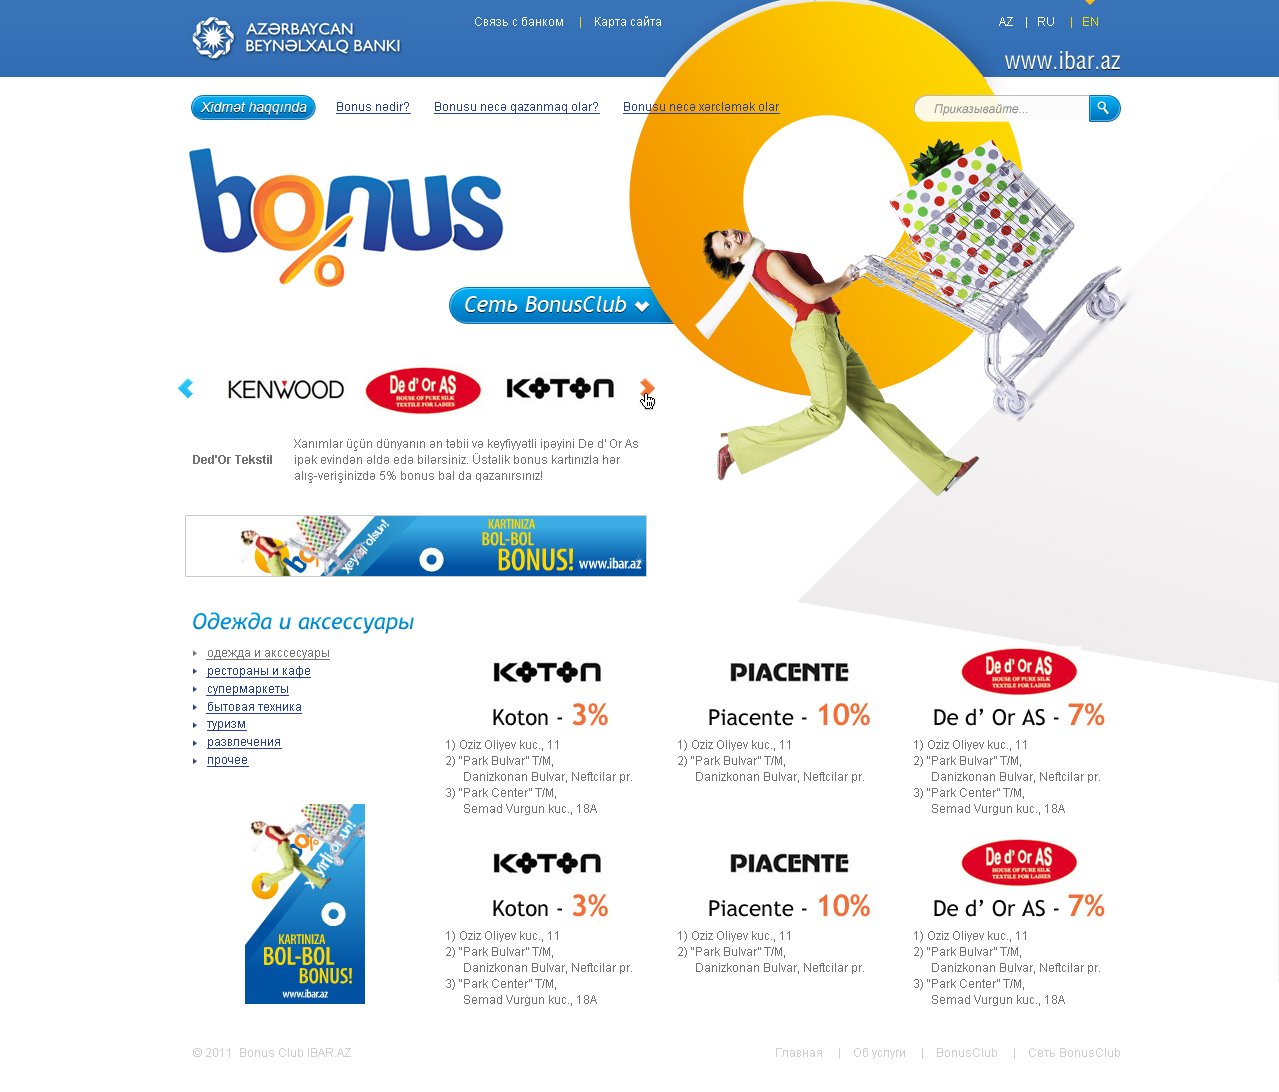 AZƏRBAYCAN
BEYNƏLXALQ BANKI
Связь с банком | Карта сайта
AZ | RU | EN
www.ibar.az
Xidmət haqqında
Bonus nədir?
Bonusu necə qazanmaq olar?
Bonusu necə xərcləmək olar
Приказывайте...
bonus
Сеть BonusClub
KENWOOD
De d' Or AS
HOUSE OF PURE SILK
TEXTILE FOR LADIES
KOTON
Ded'Or Tekstil
Xanımlar üçün dünyanın ən təbii və keyfiyyətli ipəyini De d' Or As
ipək evindən əldə edə bilərsiniz. Üstəlik bonus kartınızla hər
alış-verişinizdə 5% bonus bal da qazanırsınız!
olsun!
KARTINIZA
BOL-BOL
BONUS!
www.ibar.az
Одежда и аксессуары
одежда и акссесуары
рестораны и кафе
супермаркеты
бытовая техника
туризм
развлечения
прочее
KOTON
Koton - 3%
1) Oziz Oliyev kuc., 11
2) "Park Bulvar" T/M,
Danizkonan Bulvar, Neftcilar pr.
3) "Park Center" T/M,
Semad Vurgun kuc., 18A
PIACENTE
Piacente - 10%
1) Oziz Oliyev kuc., 11
2) "Park Bulvar" T/M,
Danizkonan Bulvar, Neftcilar pr.
De d' Or AS
HOUSE OF PURE SILK
TEXTILE FOR LADIES
De d’ Or AS - 7%
1) Oziz Oliyev kuc., 11
2) "Park Bulvar" T/M,
Danizkonan Bulvar, Neftcilar pr.
3) "Park Center" T/M,
Semad Vurgun kuc., 18A
KARTINIZA
BOL-BOL
BONUS!
www.ibar.az
KOTON
Koton - 3%
1) Oziz Oliyev kuc., 11
2) "Park Bulvar" T/M,
Danizkonan Bulvar, Neftcilar pr.
3) "Park Center" T/M,
Semad Vurgun kuc., 18A
PIACENTE
Piacente - 10%
1) Oziz Oliyev kuc., 11
2) "Park Bulvar" T/M,
Danizkonan Bulvar, Neftcilar pr.
De d' Or AS
HOUSE OF PURE SILK
TEXTILE FOR LADIES
De d’ Or AS - 7%
1) Oziz Oliyev kuc., 11
2) "Park Bulvar" T/M,
Danizkonan Bulvar, Neftcilar pr.
3) "Park Center" T/M,
Semad Vurgun kuc., 18A
© 2011 Bonus Club IBAR.AZ
Главная | Об услуги | BonusClub | Сеть BonusClub